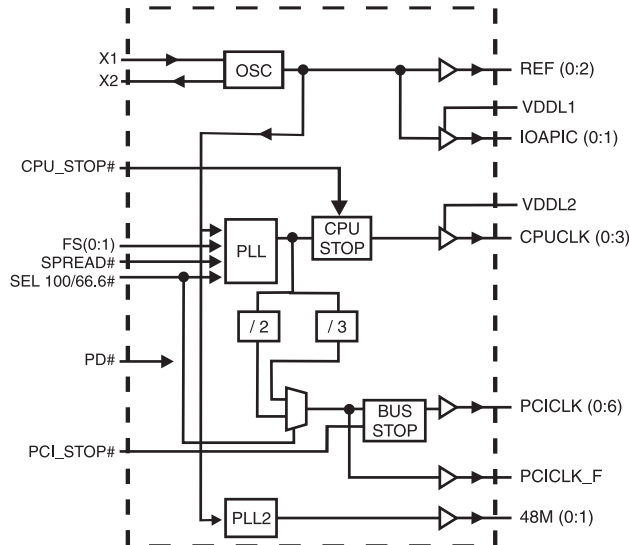 X1
X2
OSC
REF (0:2)
VDDL1
IOAPIC (0:1)
CPU_STOP#
VDDL2
FS(0:1)
SPREAD#
SEL 100/66.6#
PLL
CPU
STOP
CPUCLK (0:3)
/ 2
/ 3
PD#
BUS
STOP
PCICLK (0:6)
PCI_STOP#
PCICLK_F
PLL2
48M (0:1)